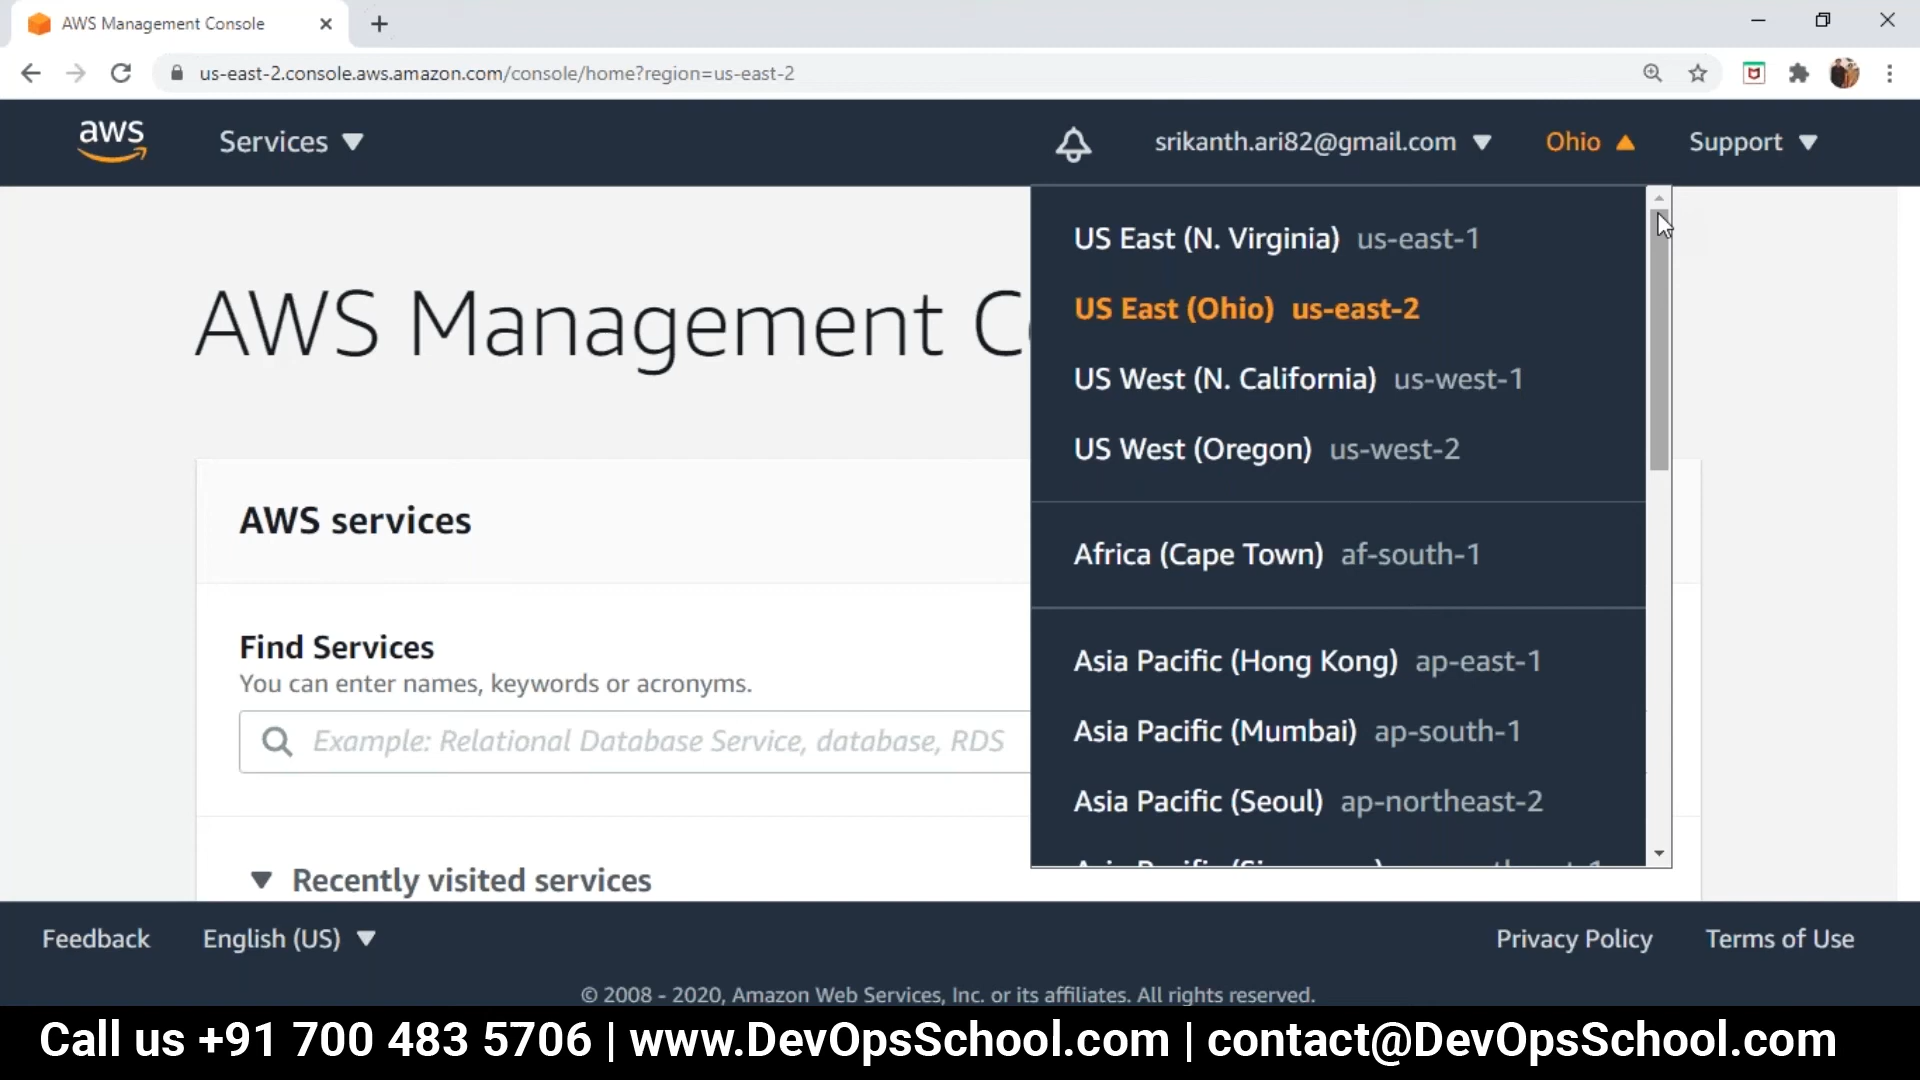 AWS Management Console
us-east-2.console.aws.amazon.com/console/home?region=us-east-2
aws
Services
srikanth.ari82@gmail.com
Ohio
Support
US East (N. Virginia) us-east-1
US East (Ohio) us-east-2
US West (N. California) us-west-1
US West (Oregon) us-west-2
Africa (Cape Town) af-south-1
Asia Pacific (Hong Kong) ap-east-1
Asia Pacific (Mumbai) ap-south-1
Asia Pacific (Seoul) ap-northeast-2
AWS Management C
AWS services
Find Services
You can enter names, keywords or acronyms.
Example: Relational Database Service, database, RDS
Recently visited services
Feedback
English (US)
Privacy Policy
Terms of Use
© 2008 - 2020, Amazon Web Services, Inc. or its affiliates. All rights reserved.
Call us +91 700 483 5706 | www.DevOpsSchool.com | contact@DevOpsSchool.com